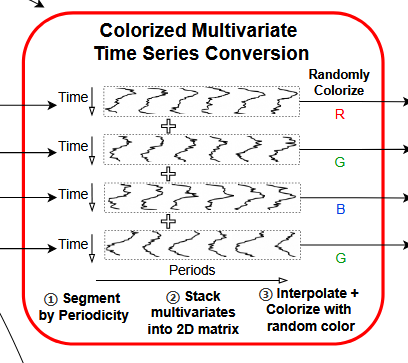 Colorized Multivariate
Time Series Conversion
Randomly
Colorize
Time
R
Time
G
Time
B
Time
G
Periods
① Segment
by Periodicity
② Stack
multivariates
into 2D matrix
③ Interpolate +
Colorize with
random color